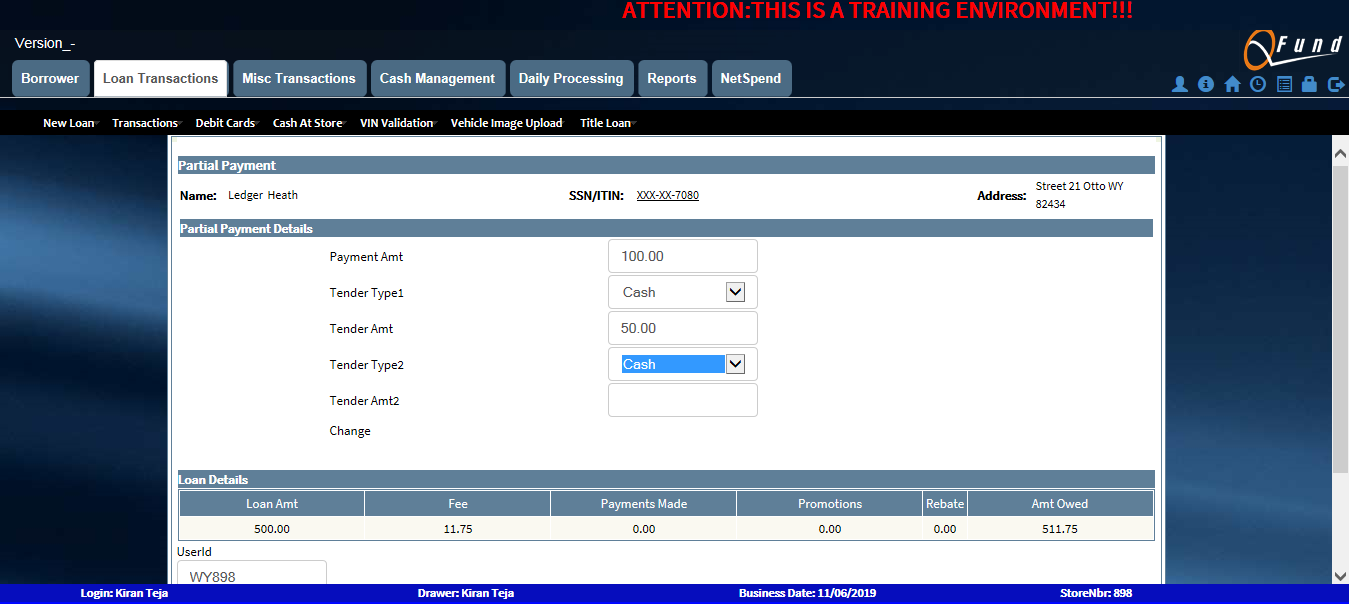 ATTENTION:THIS IS A TRAINING ENVIRONMENT!!!
Version_-
QFund
Borrower Loan Transactions Misc Transactions Cash Management Daily Processing Reports NetSpend
New Loan Transactions Debit Cards Cash At Store VIN Validation Vehicle Image Upload Title Loan
Partial Payment
Name: Ledger Heath SSN/ITIN: XXX-XX-7080 Address: Street 21 Otto WY
82434
Partial Payment Details
Payment Amt 100.00
Tender Type1 Cash
Tender Amt 50.00
Tender Type2 Cash
Tender Amt2
Change
Loan Details
Loan Amt Fee Payments Made Promotions Rebate Amt Owed
500.00 11.75 0.00 0.00 0.00 511.75
UserId
WY898
Login: Kiran Teja Drawer: Kiran Teja Business Date: 11/06/2019 StoreNbr: 898